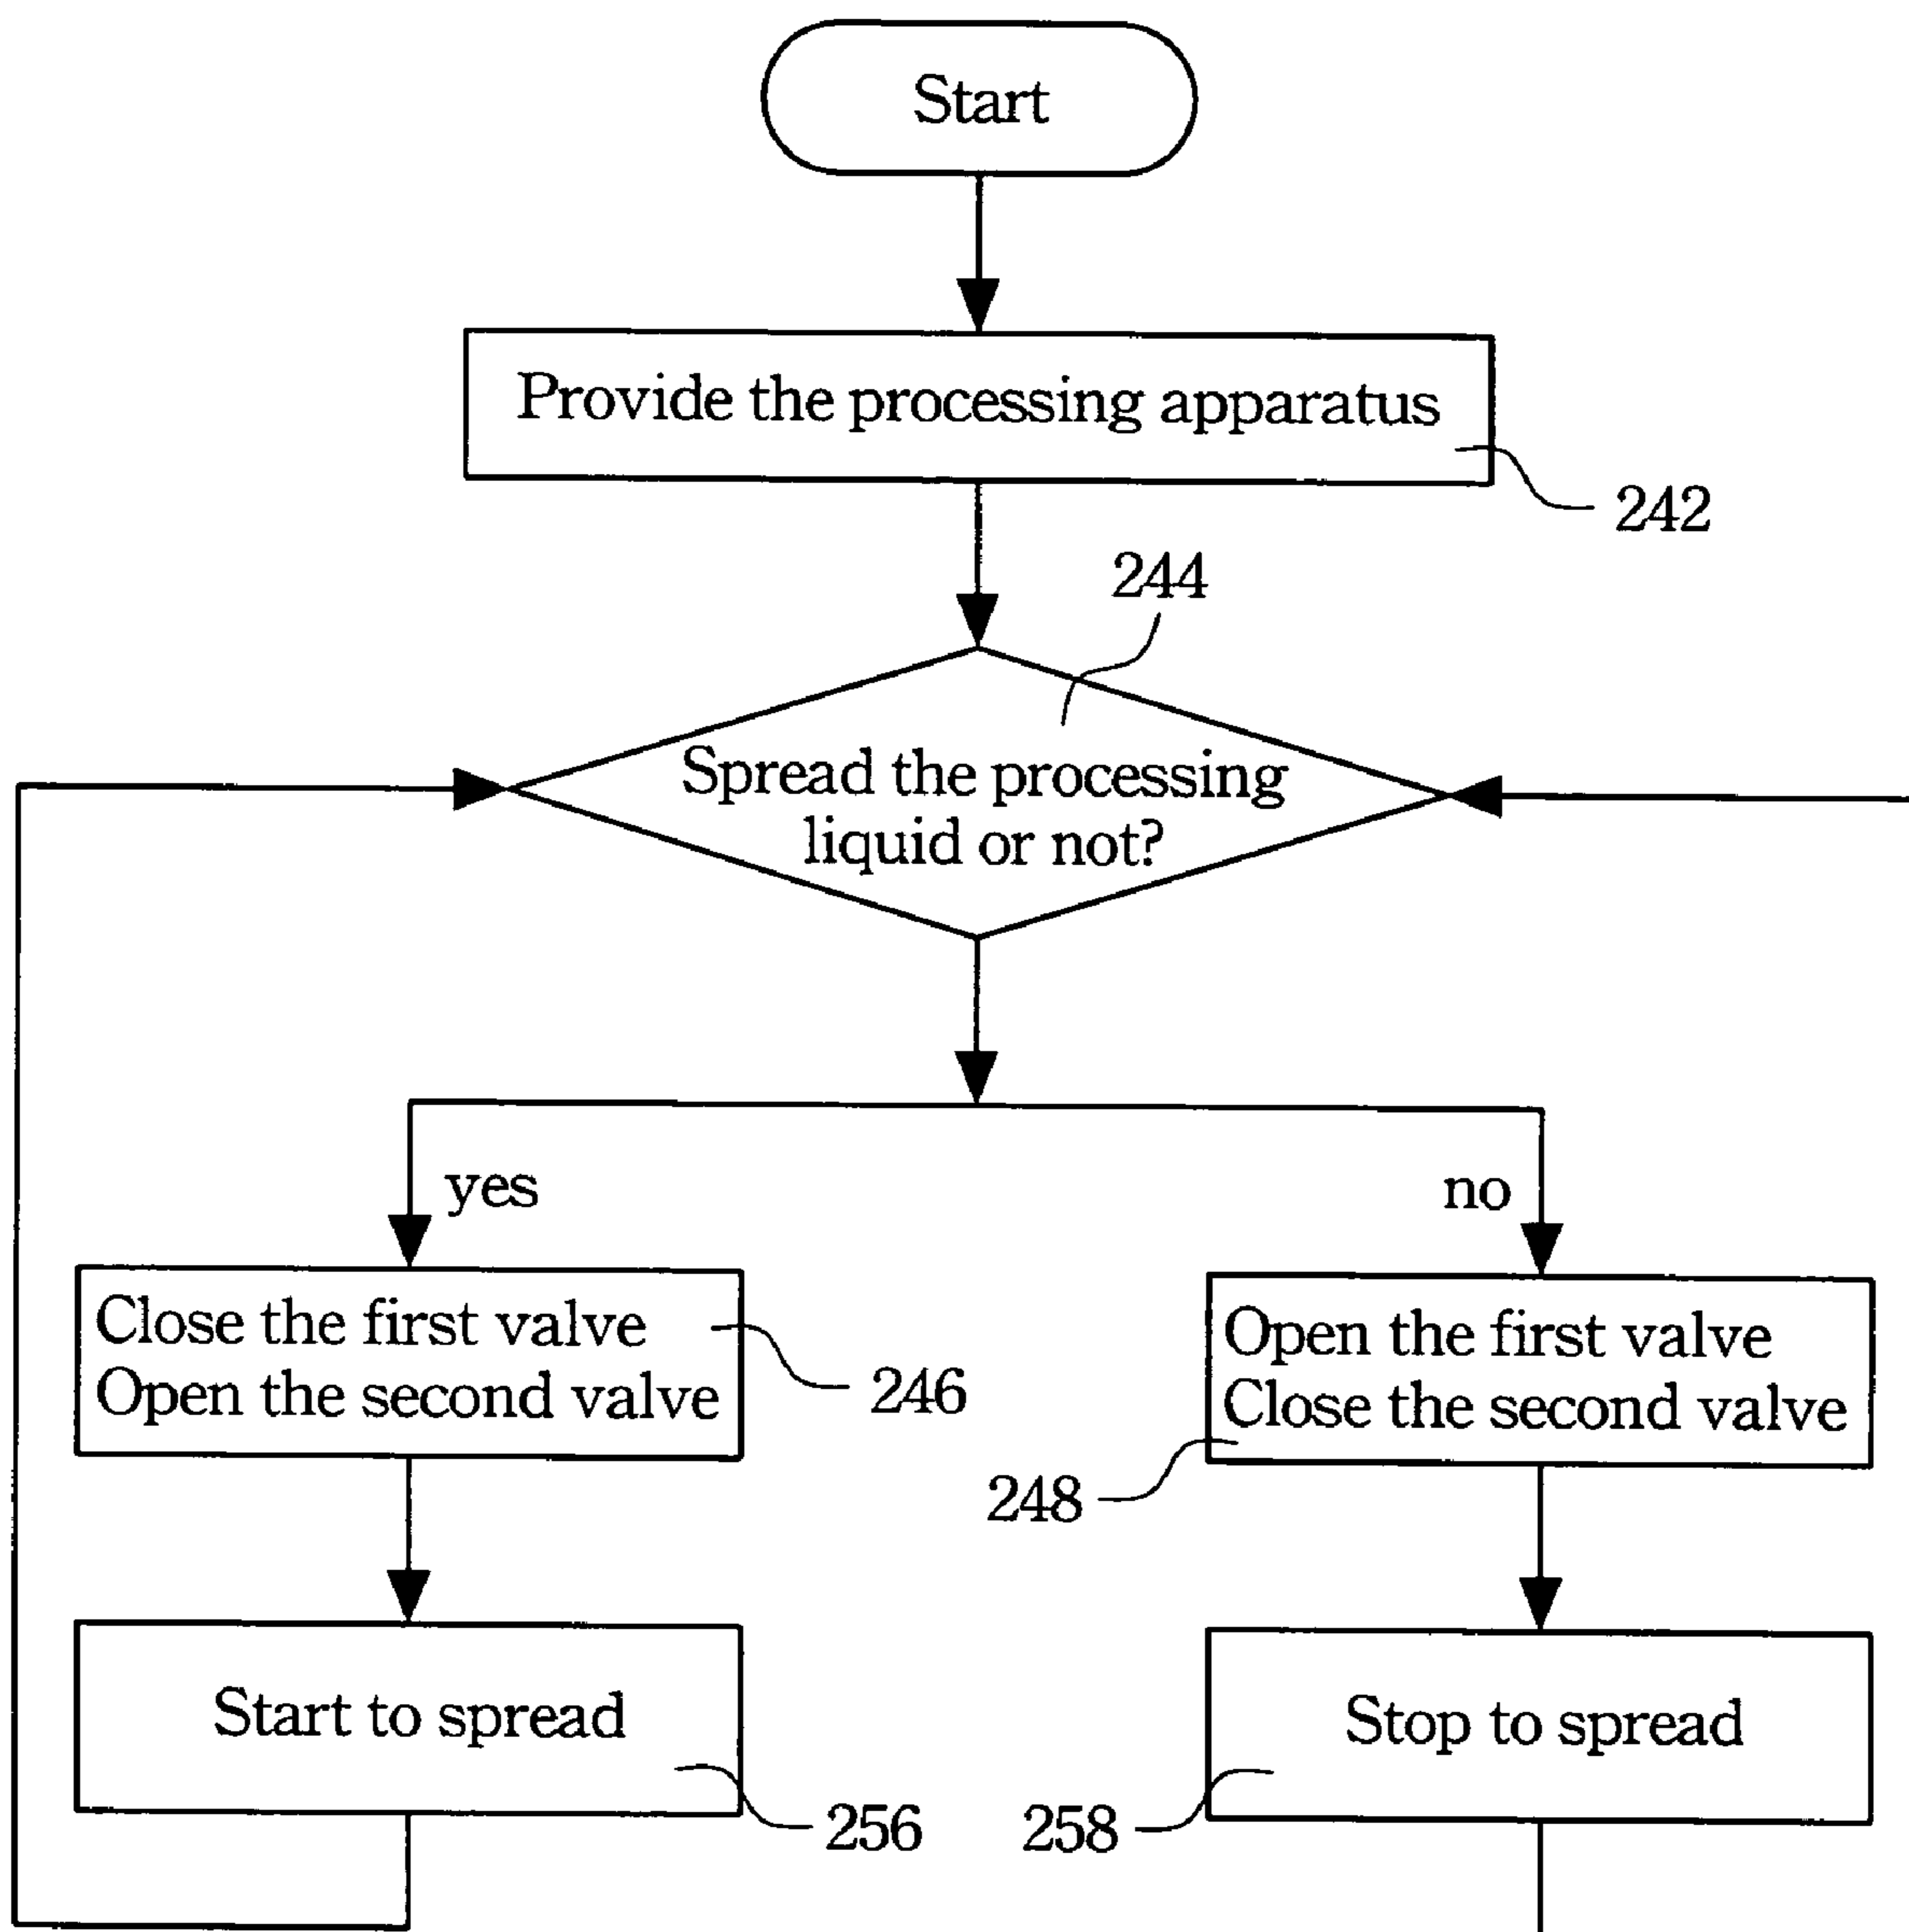 Start
Provide the processing apparatus
242
244
Spread the processing
liquid or not?
yes
no
Close the first valve
Open the second valve
246
Open the first valve
Close the second valve
248
Start to spread
256
Stop to spread
258